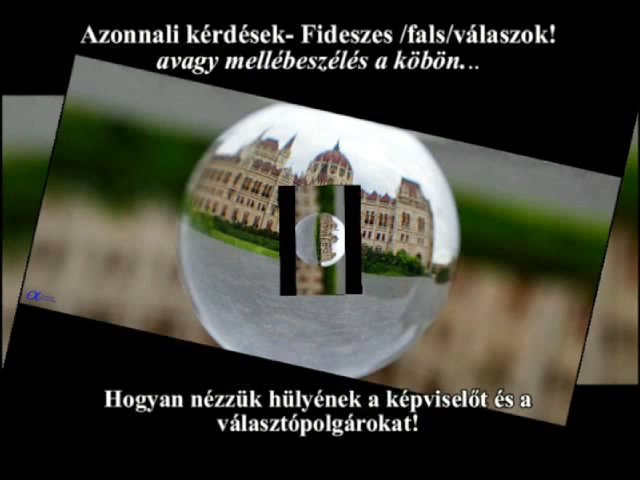 Azonnali kérdések- Fideszes /fals/válaszok!
avagy mellébeszélés a köbön...
Hogyan nézzük hülyének a képviselőt és a
választópolgárokat!